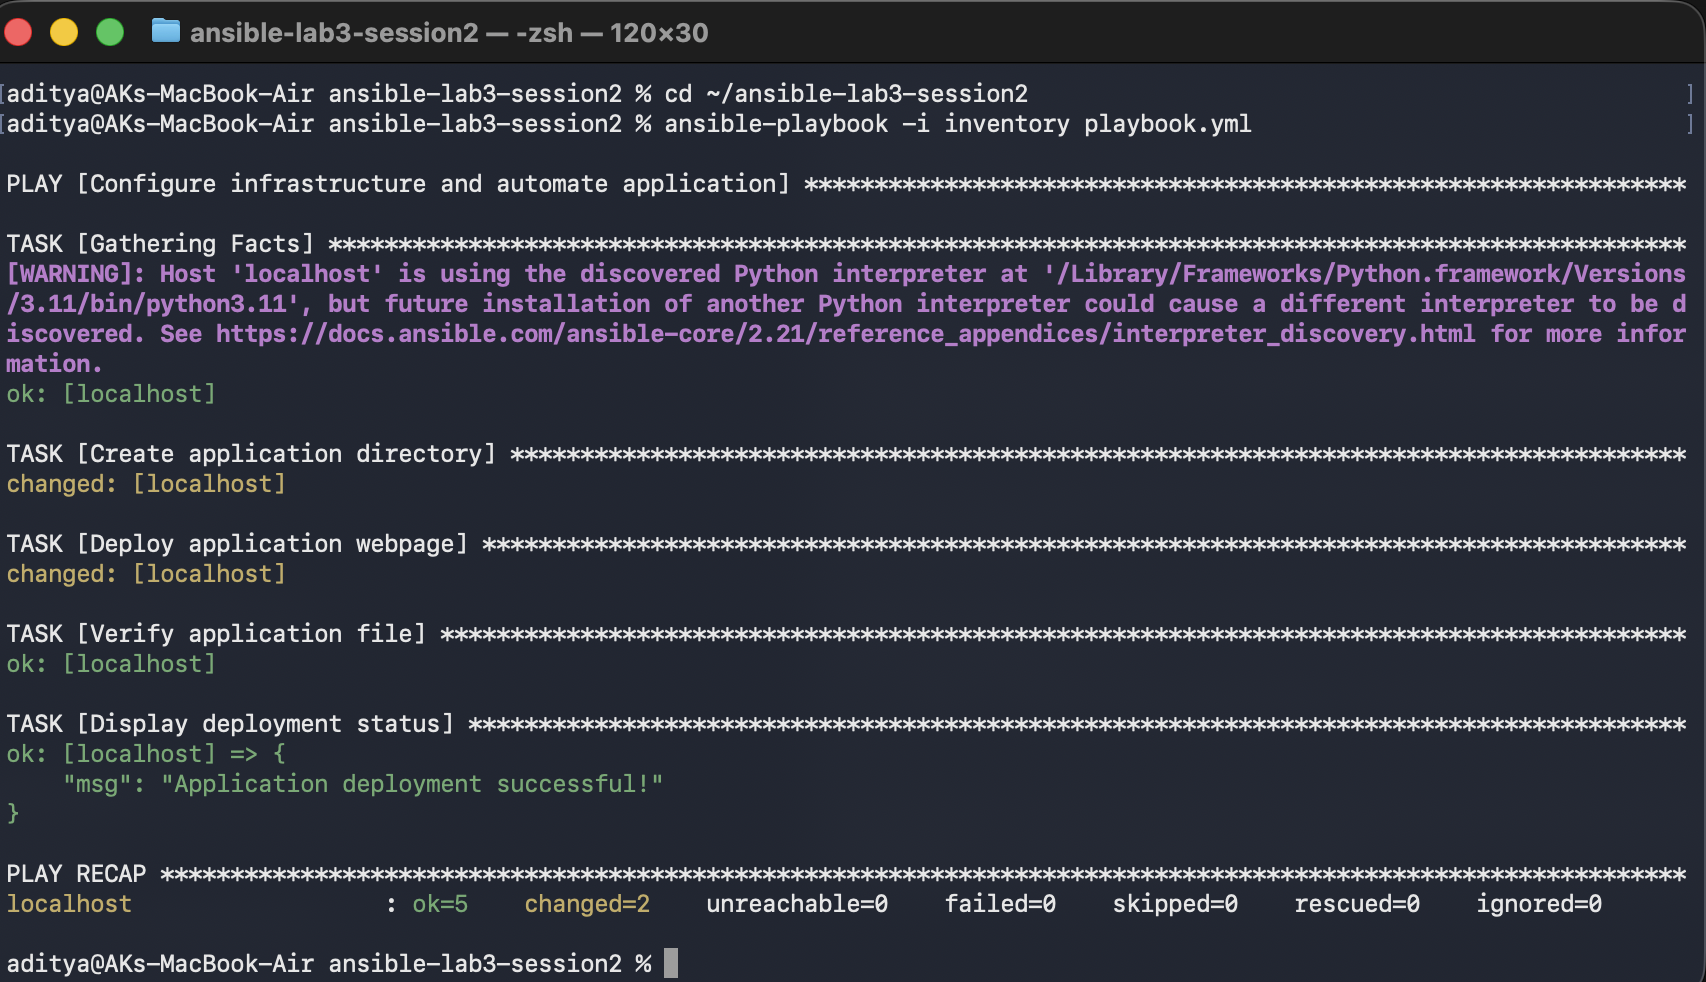 ansible-lab3-session2 — -zsh — 120×30
[aditya@AKs-MacBook-Air ansible-lab3-session2 % cd ~/ansible-lab3-session2 ]
[aditya@AKs-MacBook-Air ansible-lab3-session2 % ansible-playbook -i inventory playbook.yml ]
PLAY [Configure infrastructure and automate application] ***************************************************************
TASK [Gathering Facts] *************************************************************************************************
[WARNING]: Host 'localhost' is using the discovered Python interpreter at '/Library/Frameworks/Python.framework/Versions
/3.11/bin/python3.11', but future installation of another Python interpreter could cause a different interpreter to be d
iscovered. See https://docs.ansible.com/ansible-core/2.21/reference_appendices/interpreter_discovery.html for more infor
mation.
ok: [localhost]
TASK [Create application directory] ************************************************************************************
changed: [localhost]
TASK [Deploy application webpage] **************************************************************************************
changed: [localhost]
TASK [Verify application file] *****************************************************************************************
ok: [localhost]
TASK [Display deployment status] ***************************************************************************************
ok: [localhost] => {
    "msg": "Application deployment successful!"
}
PLAY RECAP *************************************************************************************************************
localhost                  : ok=5    changed=2    unreachable=0    failed=0    skipped=0    rescued=0    ignored=0
aditya@AKs-MacBook-Air ansible-lab3-session2 %